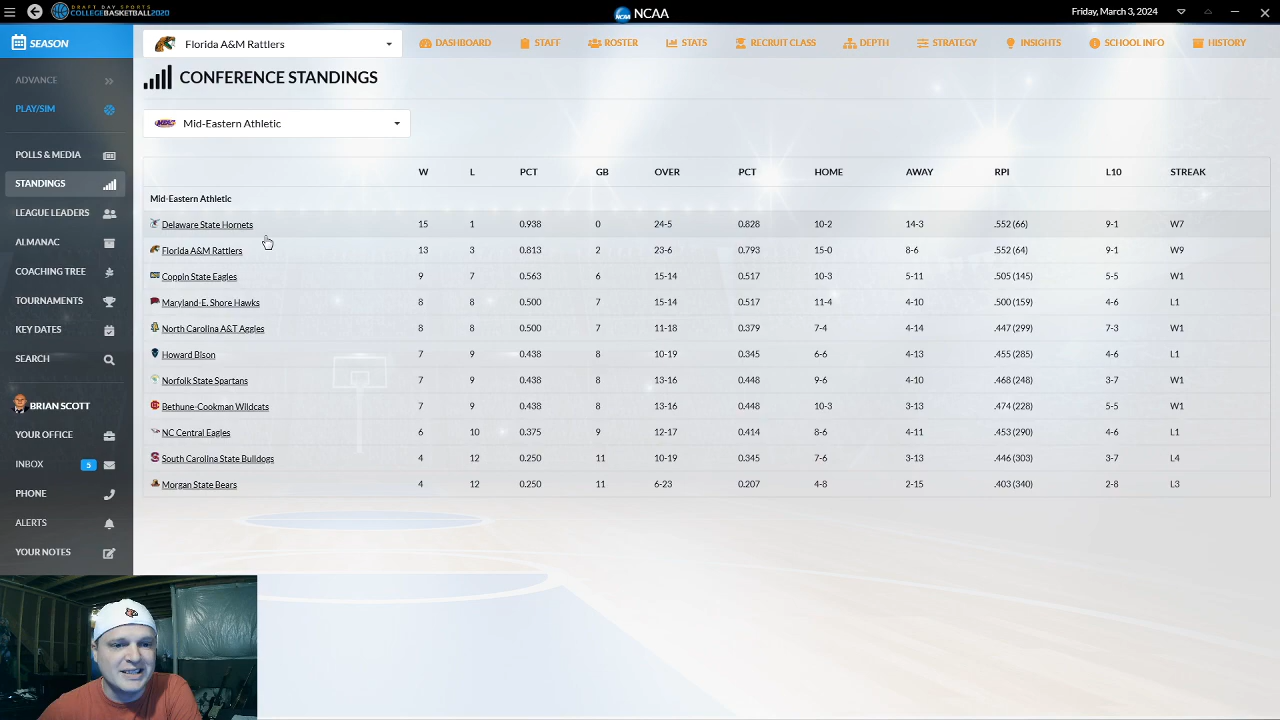 DRAFT DAY SPORTS
COLLEGEBASKETBALL2020
NCAA
Friday, March 3, 2024
SEASON
Florida A&M Rattlers
DASHBOARD
STAFF
ROSTER
STATS
RECRUIT CLASS
DEPTH
STRATEGY
INSIGHTS
SCHOOL INFO
HISTORY
ADVANCE
PLAY/SIM
POLLS & MEDIA
STANDINGS
LEAGUE LEADERS
ALMANAC
COACHING TREE
TOURNAMENTS
KEY DATES
SEARCH
BRIAN SCOTT
YOUR OFFICE
INBOX 5
PHONE
ALERTS
YOUR NOTES
CONFERENCE STANDINGS
Mid-Eastern Athletic
W L PCT GB OVER PCT HOME AWAY RPI L10 STREAK
Mid-Eastern Athletic
Delaware State Hornets 15 1 0.938 0 24-5 0.828 10-2 14-3 .552 (66) 9-1 W7
Florida A&M Rattlers 13 3 0.813 2 23-6 0.793 15-0 8-6 .552 (64) 9-1 W9
Coppin State Eagles 9 7 0.563 6 15-14 0.517 10-3 5-11 .505 (145) 5-5 W1
Maryland-E. Shore Hawks 8 8 0.500 7 15-14 0.517 11-4 4-10 .500 (159) 4-6 L1
North Carolina A&T Aggies 8 8 0.500 7 11-18 0.379 7-4 4-14 .447 (299) 7-3 W1
Howard Bison 7 9 0.438 8 10-19 0.345 6-6 4-13 .455 (285) 4-6 L1
Norfolk State Spartans 7 9 0.438 8 13-16 0.448 9-6 4-10 .468 (248) 3-7 W1
Bethune-Cookman Wildcats 7 9 0.438 8 13-16 0.448 10-3 3-13 .474 (228) 5-5 W1
NC Central Eagles 6 10 0.375 9 12-17 0.414 8-6 4-11 .453 (290) 4-6 L1
South Carolina State Bulldogs 4 12 0.250 11 10-19 0.345 7-6 3-13 .446 (303) 3-7 L4
Morgan State Bears 4 12 0.250 11 6-23 0.207 4-8 2-15 .403 (340) 2-8 L3